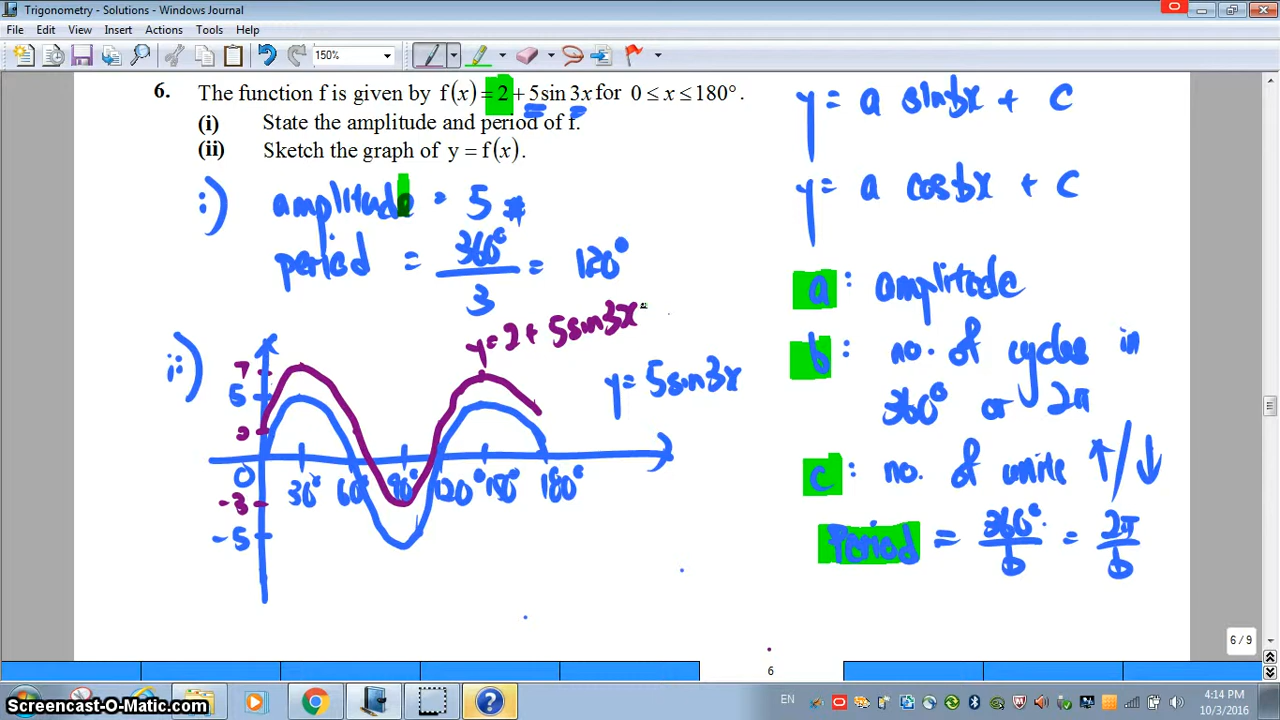 Trigonometry - Solutions - Windows Journal
File Edit View Insert Actions Tools Help
150%
6. The function f is given by f(x) = 2 + 5sin 3x for 0 ≤ x ≤ 180° .
(i) State the amplitude and period of f.
(ii) Sketch the graph of y = f(x).
i) amplitude = 5
period = 360° / 3 = 120°
ii)
y = 2 + 5sin3x
y = 5sin3x
7
5
2
0
-3
-5
30° 60° 90° 120° 150° 180°
y = a sin bx + c
y = a cos bx + c
a : amplitude
b : no. of cycles in
360° or 2π
c : no. of units ↑/↓
Period = 360° / b = 2π / b
6 / 9
6
Screencast-O-Matic.com
EN
4:14 PM
10/3/2016